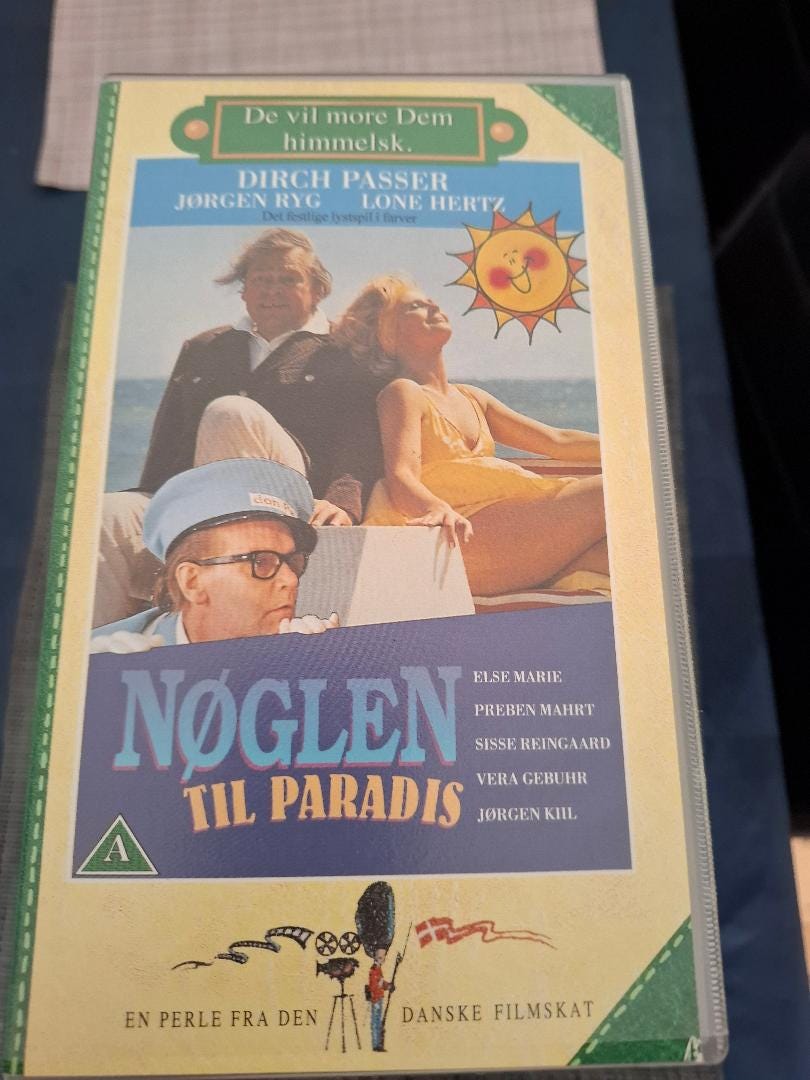 De vil more Dem
himmelsk.
DIRCH PASSER
JØRGEN RYG LONE HERTZ
Det festlige lystspil i farver
NØGLEN
TIL PARADIS
ELSE MARIE
PREBEN MAHRT
SISSE REINGAARD
VERA GEBUHR
JØRGEN KIIL
A
EN PERLE FRA DEN DANSKE FILMSKAT